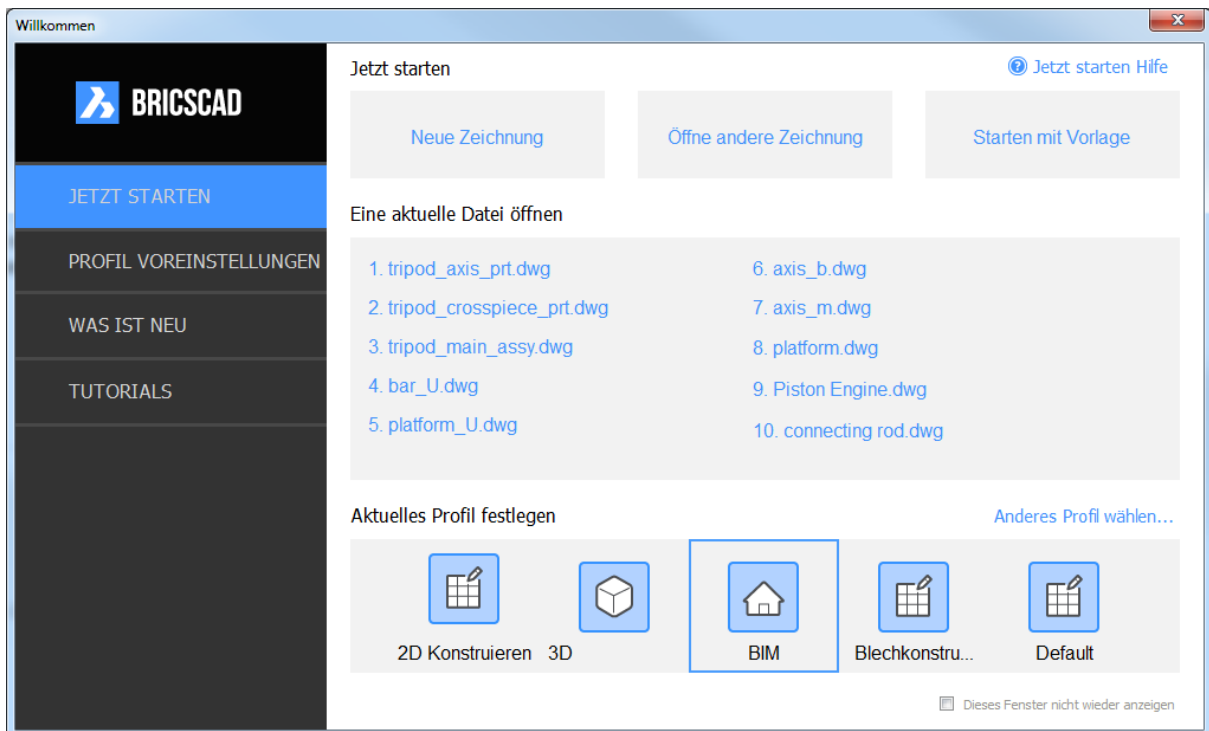 Willkommen
BRICSCAD
JETZT STARTEN
PROFIL VOREINSTELLUNGEN
WAS IST NEU
TUTORIALS
Jetzt starten
Jetzt starten Hilfe
Neue Zeichnung
Öffne andere Zeichnung
Starten mit Vorlage
Eine aktuelle Datei öffnen
1. tripod_axis_prt.dwg
2. tripod_crosspiece_prt.dwg
3. tripod_main_assy.dwg
4. bar_U.dwg
5. platform_U.dwg
6. axis_b.dwg
7. axis_m.dwg
8. platform.dwg
9. Piston Engine.dwg
10. connecting rod.dwg
Aktuelles Profil festlegen
Anderes Profil wählen...
2D Konstruieren
3D
BIM
Blechkonstru...
Default
Dieses Fenster nicht wieder anzeigen